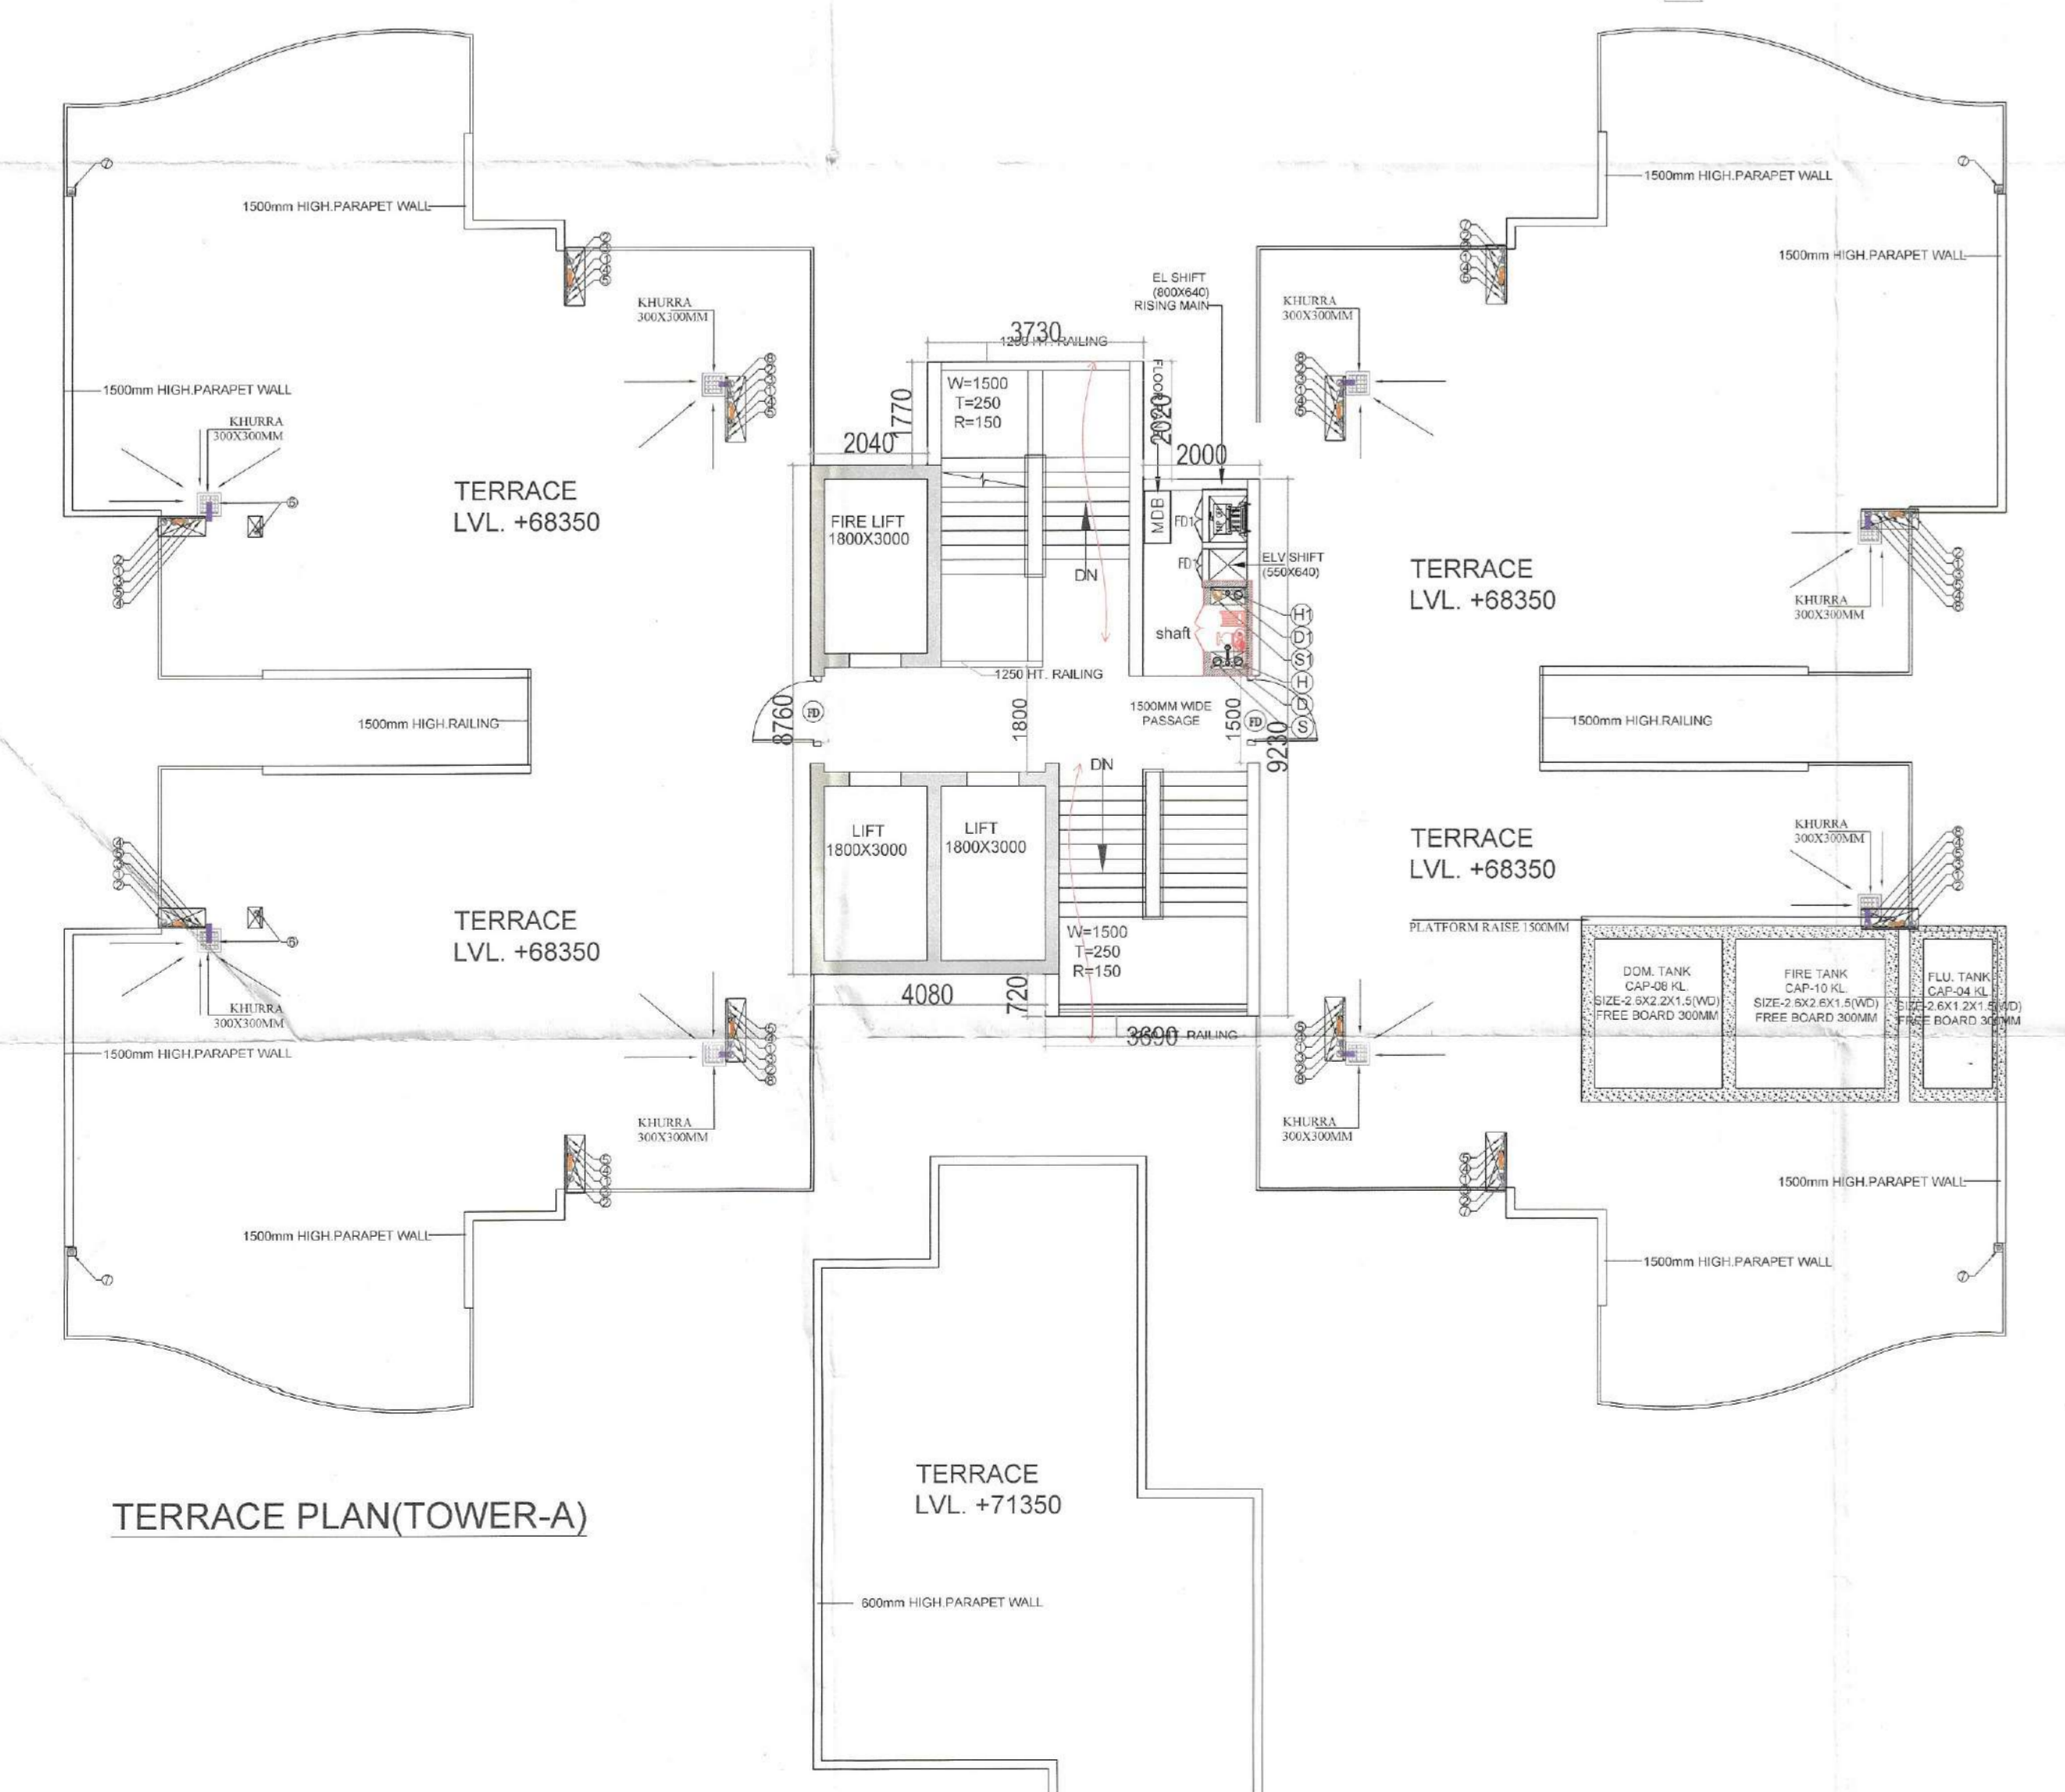 1500mm HIGH.PARAPET WALL
1500mm HIGH.PARAPET WALL
1500mm HIGH.PARAPET WALL
EL SHIFT
(800X640)
RISING MAIN
KHURRA
300X300MM
KHURRA
300X300MM
3730
1770
2020
W=1500
T=250
R=150
1500mm HIGH.PARAPET WALL
KHURRA
300X300MM
2040
2000
TERRACE
LVL. +68350
FIRE LIFT
1800X3000
MDB
FD1
FD1
DN
ELV SHIFT
(550X640)
TERRACE
LVL. +68350
KHURRA
300X300MM
shaft
H1
D1
S1
H
D
S
1250 HT. RAILING
1500mm HIGH.RAILING
8760
FD
1800
1500MM WIDE
PASSAGE
1500
FD
9230
1500mm HIGH.RAILING
DN
LIFT
1800X3000
LIFT
1800X3000
TERRACE
LVL. +68350
KHURRA
300X300MM
TERRACE
LVL. +68350
W=1500
T=250
R=150
PLATFORM RAISE 1500MM
DOM. TANK
CAP-08 KL.
SIZE-2.6X2.2X1.5(WD)
FREE BOARD 300MM
FIRE TANK
CAP-10 KL.
SIZE-2.6X2.6X1.5(WD)
FREE BOARD 300MM
FLU. TANK
CAP-04 KL
SIZE-2.6X1.2X1.5(WD)
FREE BOARD 300MM
4080
720
KHURRA
300X300MM
3690
RAILING
1500mm HIGH.PARAPET WALL
KHURRA
300X300MM
KHURRA
300X300MM
1500mm HIGH.PARAPET WALL
1500mm HIGH.PARAPET WALL
1500mm HIGH.PARAPET WALL
TERRACE
LVL. +71350
TERRACE PLAN(TOWER-A)
600mm HIGH.PARAPET WALL